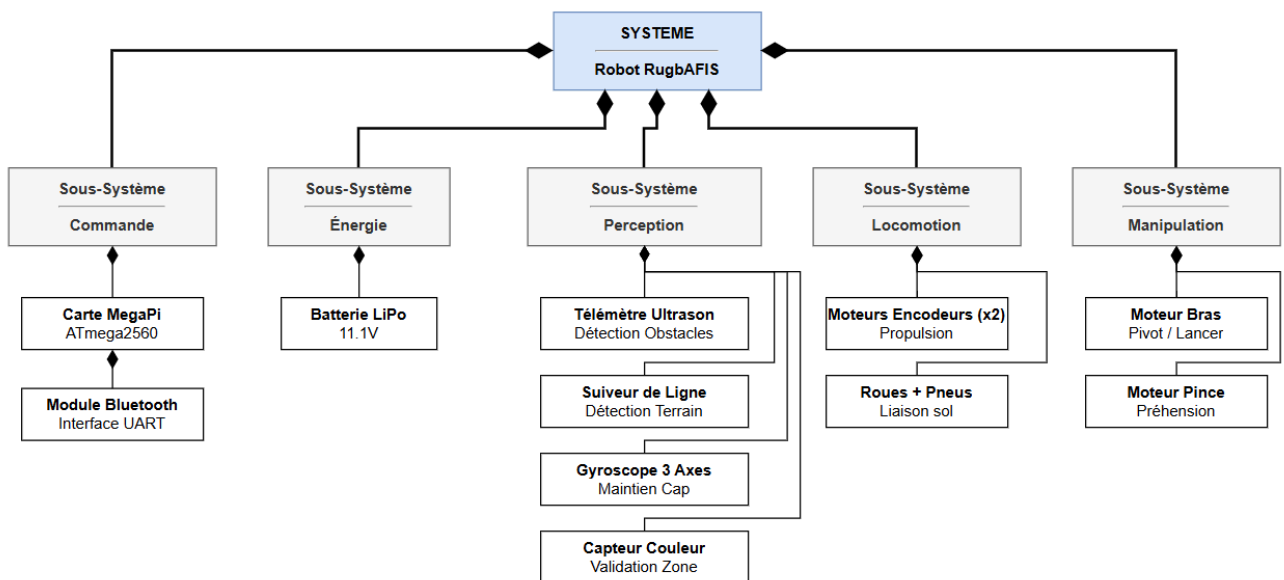 SYSTEME
Robot RugbAFIS
Sous-Système
Commande
Sous-Système
Énergie
Sous-Système
Perception
Sous-Système
Locomotion
Sous-Système
Manipulation
Carte MegaPi
ATmega2560
Batterie LiPo
11.1V
Télémètre Ultrason
Détection Obstacles
Moteurs Encodeurs (x2)
Propulsion
Moteur Bras
Pivot / Lancer
Module Bluetooth
Interface UART
Suiveur de Ligne
Détection Terrain
Roues + Pneus
Liaison sol
Moteur Pince
Préhension
Gyroscope 3 Axes
Maintien Cap
Capteur Couleur
Validation Zone